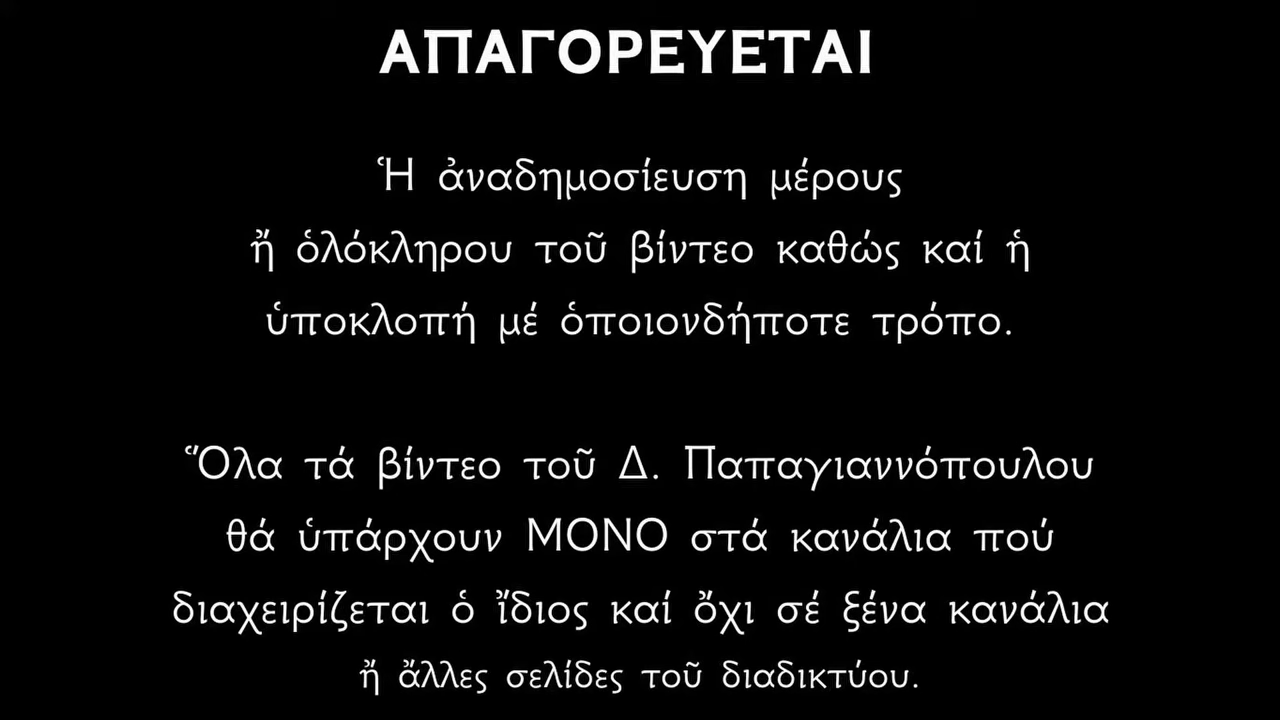 ΑΠΑΓΟΡΕΥΕΤΑΙ
Ἡ ἀναδημοσίευση μέρους
ἤ ὁλόκληρου τοῦ βίντεο καθώς καί ἡ
ὑποκλοπή μέ ὁποιονδήποτε τρόπο.
Ὅλα τά βίντεο τοῦ Δ. Παπαγιαννόπουλου
θά ὑπάρχουν ΜΟΝΟ στά κανάλια πού
διαχειρίζεται ὁ ἴδιος καί ὄχι σέ ξένα κανάλια
ἤ ἄλλες σελίδες τοῦ διαδικτύου.